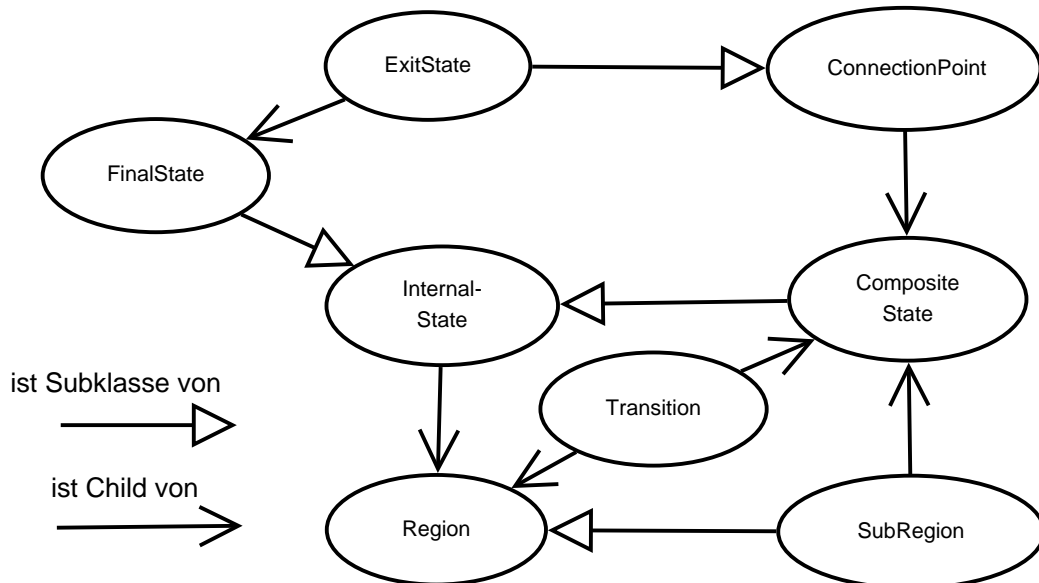 ExitState
ConnectionPoint
FinalState
Internal-
State
Composite
State
ist Subklasse von
Transition
ist Child von
Region
SubRegion